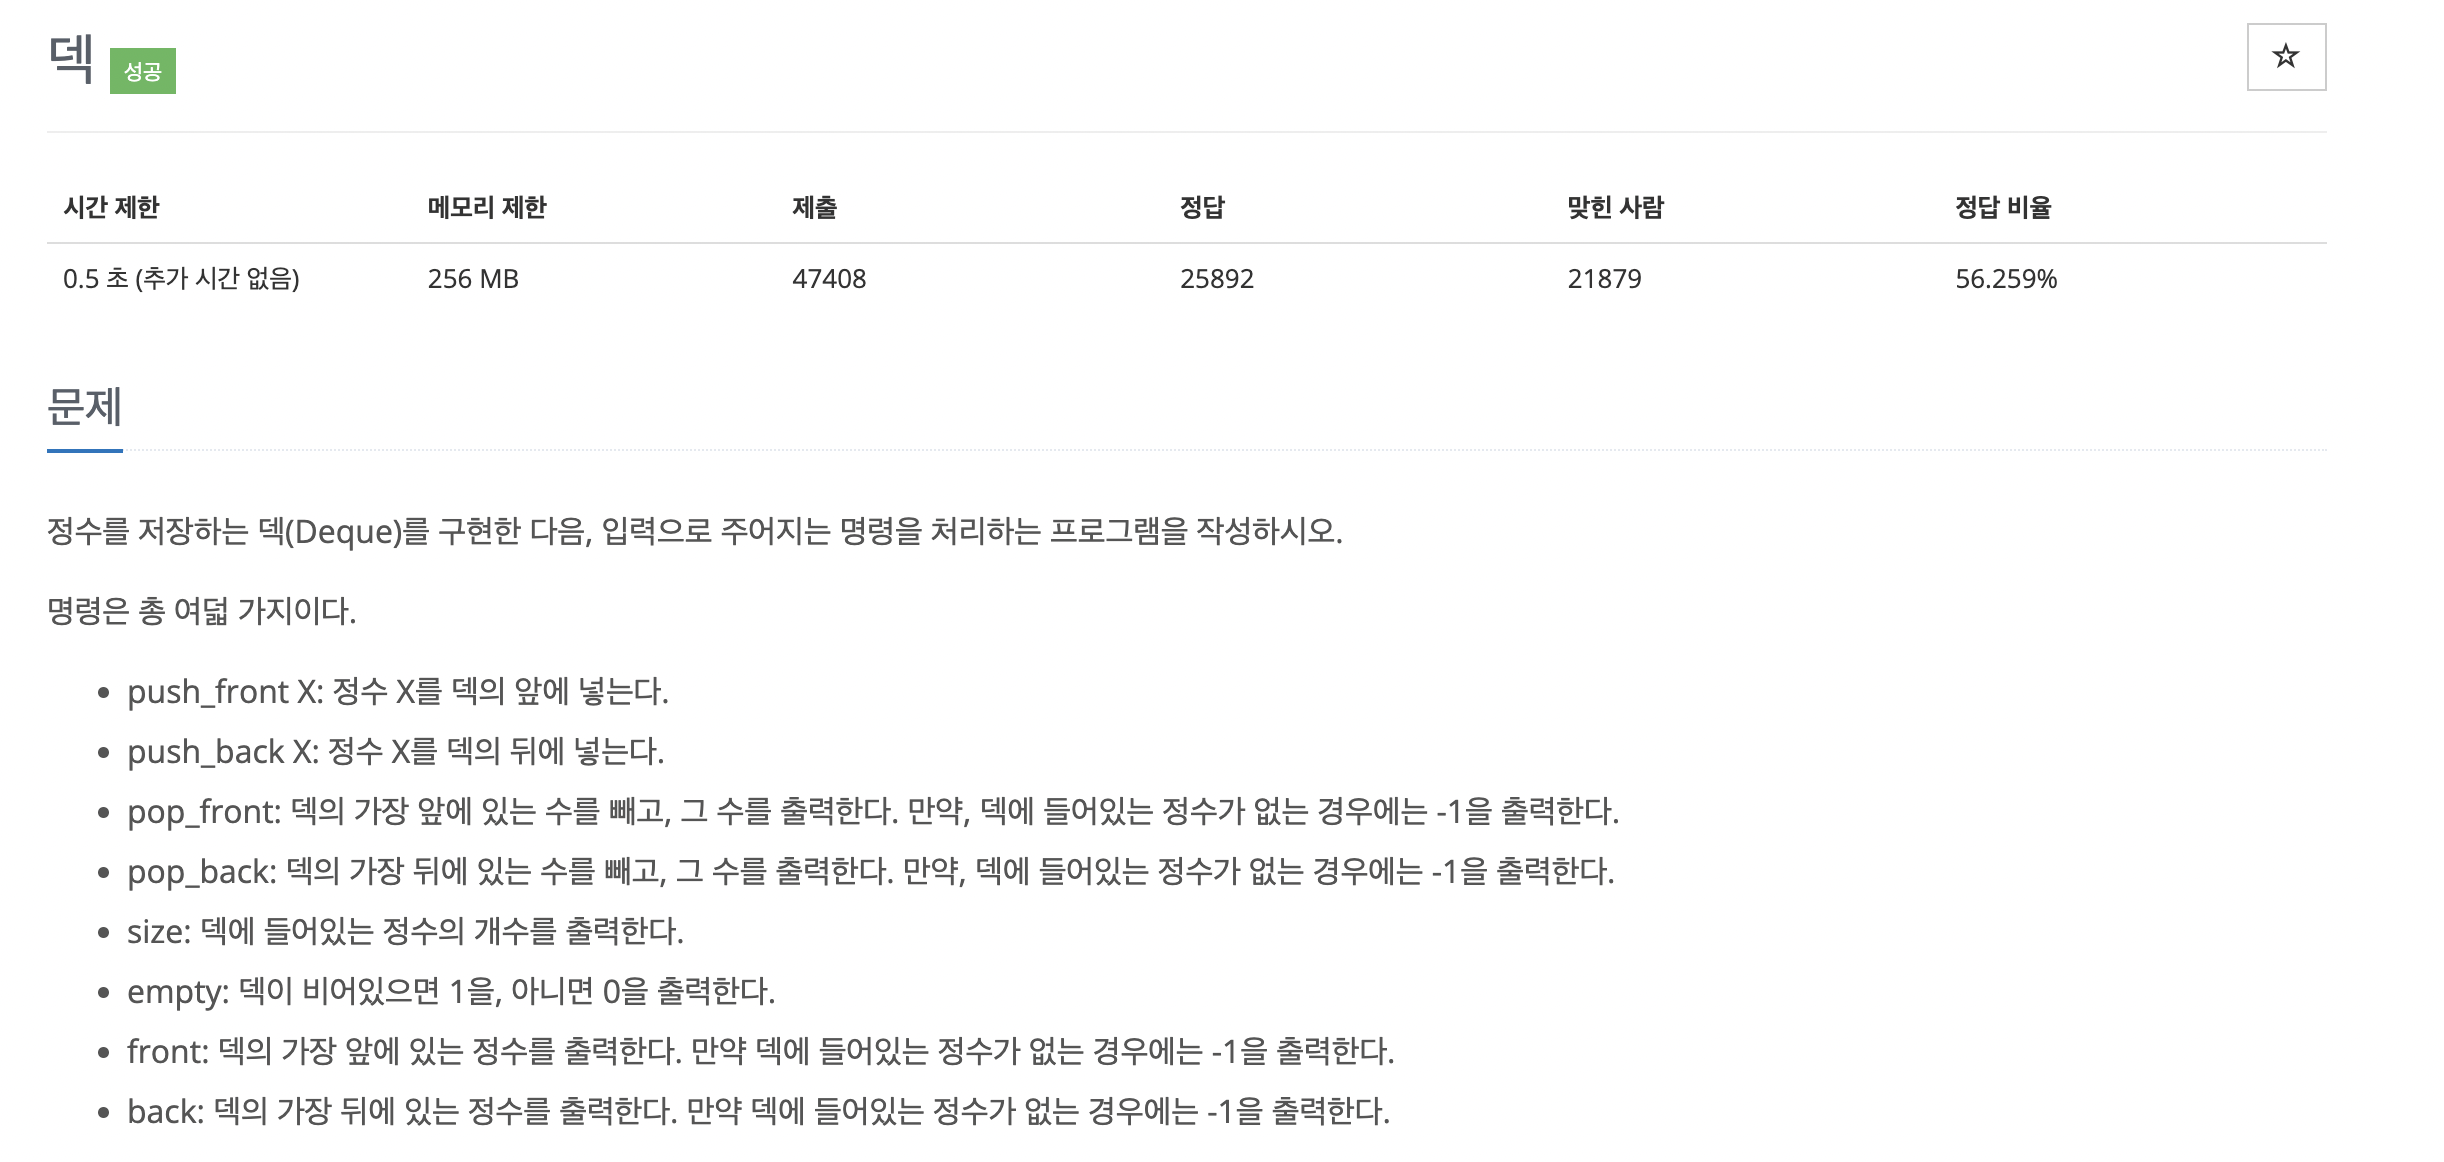 덱 성공
시간 제한 메모리 제한 제출 정답 맞힌 사람 정답 비율
0.5 초 (추가 시간 없음) 256 MB 47408 25892 21879 56.259%
문제
정수를 저장하는 덱(Deque)를 구현한 다음, 입력으로 주어지는 명령을 처리하는 프로그램을 작성하시오.
명령은 총 여덟 가지이다.
push_front X: 정수 X를 덱의 앞에 넣는다.
push_back X: 정수 X를 덱의 뒤에 넣는다.
pop_front: 덱의 가장 앞에 있는 수를 빼고, 그 수를 출력한다. 만약, 덱에 들어있는 정수가 없는 경우에는 -1을 출력한다.
pop_back: 덱의 가장 뒤에 있는 수를 빼고, 그 수를 출력한다. 만약, 덱에 들어있는 정수가 없는 경우에는 -1을 출력한다.
size: 덱에 들어있는 정수의 개수를 출력한다.
empty: 덱이 비어있으면 1을, 아니면 0을 출력한다.
front: 덱의 가장 앞에 있는 정수를 출력한다. 만약 덱에 들어있는 정수가 없는 경우에는 -1을 출력한다.
back: 덱의 가장 뒤에 있는 정수를 출력한다. 만약 덱에 들어있는 정수가 없는 경우에는 -1을 출력한다.